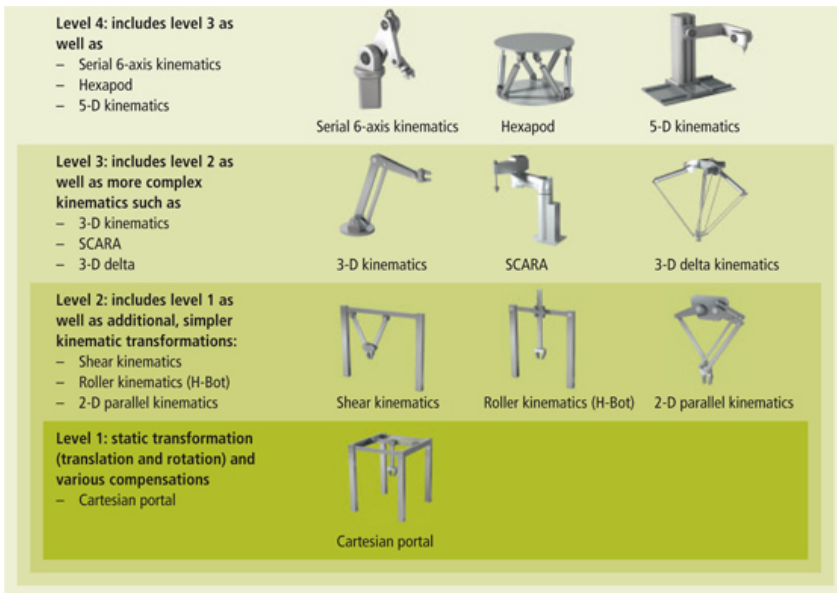 Level 4: includes level 3 as
well as
– Serial 6-axis kinematics
– Hexapod
– 5-D kinematics
Serial 6-axis kinematics
Hexapod
5-D kinematics
Level 3: includes level 2 as
well as more complex
kinematics such as
– 3-D kinematics
– SCARA
– 3-D delta
3-D kinematics
SCARA
3-D delta kinematics
Level 2: includes level 1 as
well as additional, simpler
kinematic transformations:
– Shear kinematics
– Roller kinematics (H-Bot)
– 2-D parallel kinematics
Shear kinematics
Roller kinematics (H-Bot)
2-D parallel kinematics
Level 1: static transformation
(translation and rotation) and
various compensations
– Cartesian portal
Cartesian portal